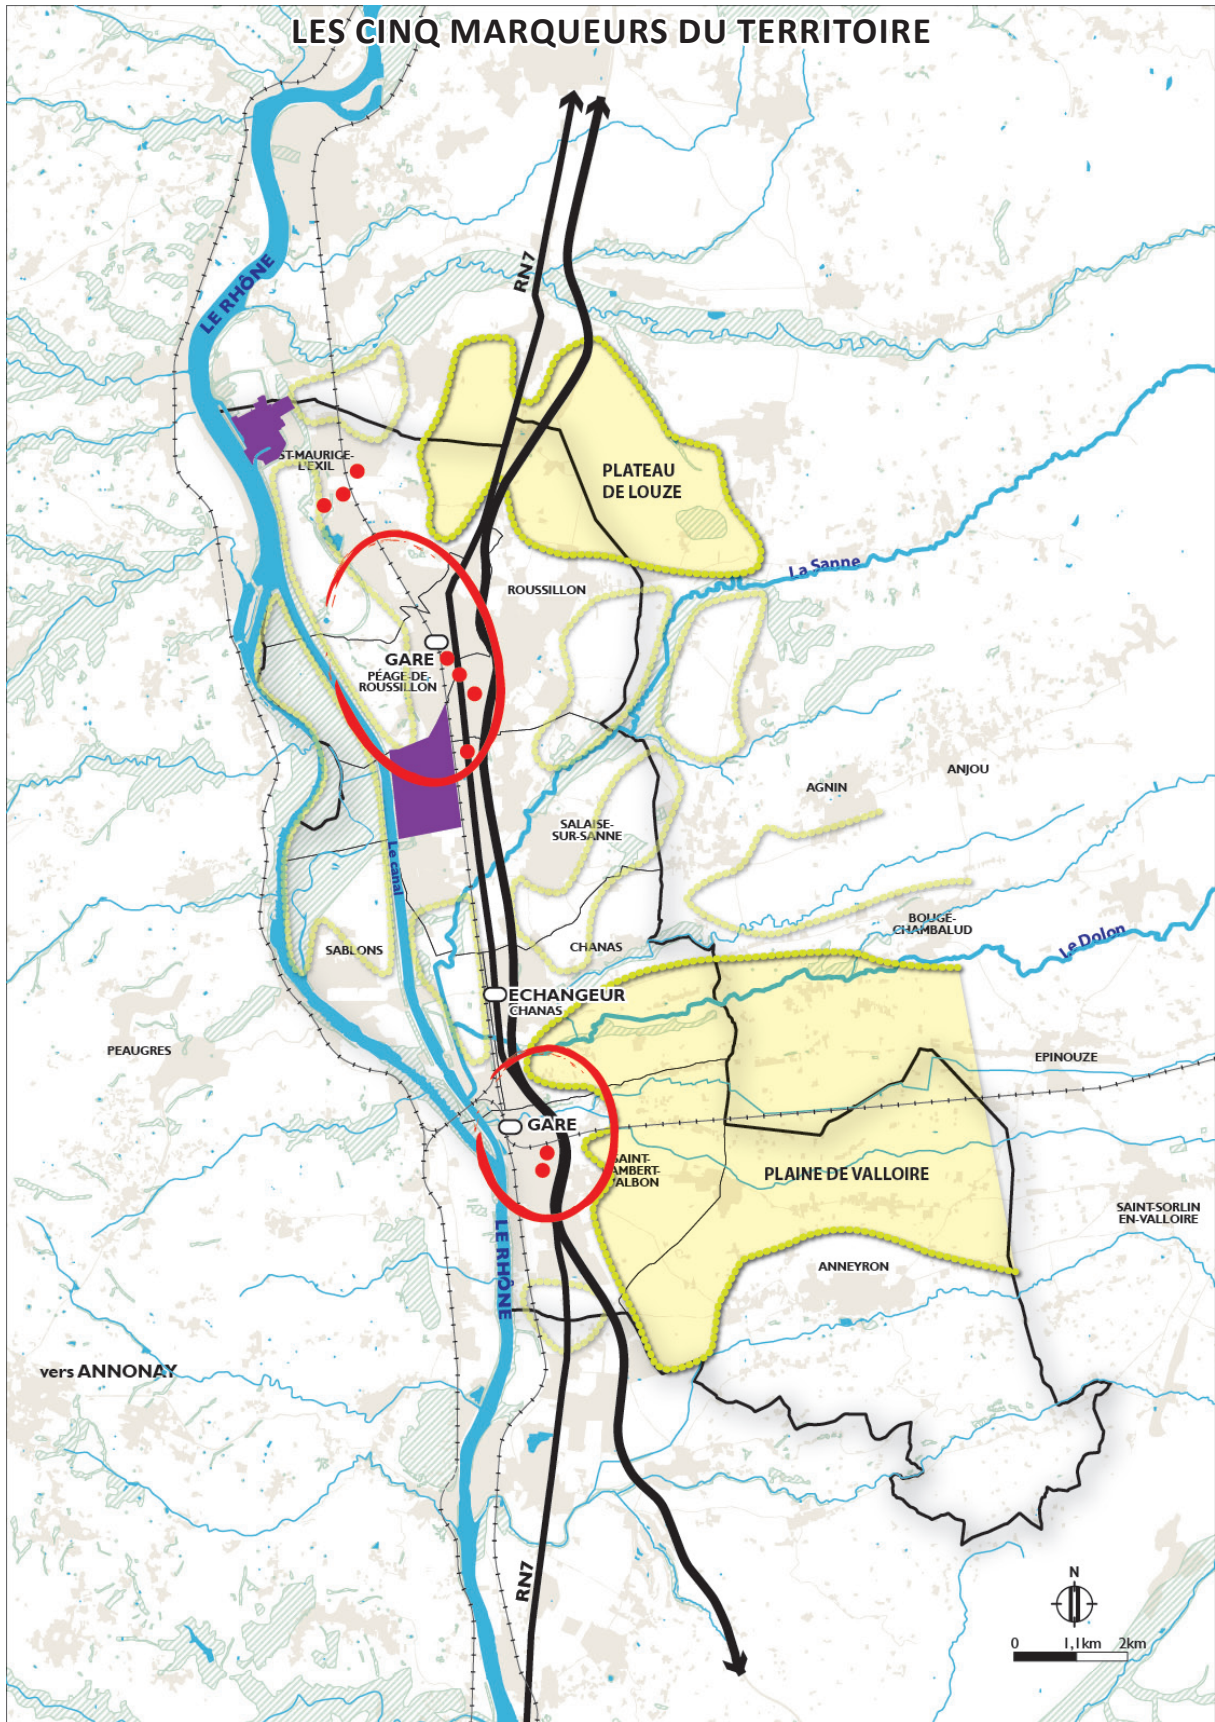 LES CINQ MARQUEURS DU TERRITOIRE
RN7
LE RHÔNE
ST-MAURICE-
L'EXIL
PLATEAU
DE LOUZE
La Sanne
ROUSSILLON
GARE
PÉAGE-DE-
ROUSSILLON
ANJOU
AGNIN
SALAISE-
SUR-SANNE
Le canal
BOUGÉ-
CHAMBALUD
Le Dolon
SABLONS
CHANAS
ECHANGEUR
CHANAS
PEAUGRES
EPINOUZE
GARE
SAINT-
AMBERT-
ALBON
PLAINE DE VALLOIRE
SAINT-SORLIN
EN-VALLOIRE
LE RHÔNE
ANNEYRON
vers ANNONAY
RN7
N
0 1,1km 2km